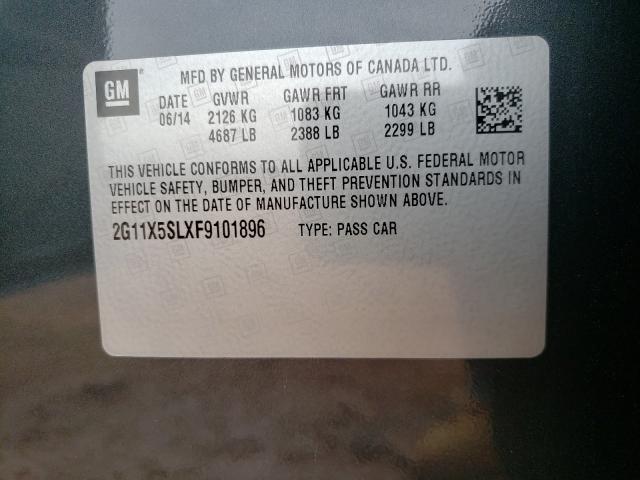 GM
MFD BY GENERAL MOTORS OF CANADA LTD.
DATE GVWR GAWR FRT GAWR RR
06/14 2126 KG 1083 KG 1043 KG
4687 LB 2388 LB 2299 LB
THIS VEHICLE CONFORMS TO ALL APPLICABLE U.S. FEDERAL MOTOR
VEHICLE SAFETY, BUMPER, AND THEFT PREVENTION STANDARDS IN
EFFECT ON THE DATE OF MANUFACTURE SHOWN ABOVE.
2G11X5SLXF9101896 TYPE: PASS CAR